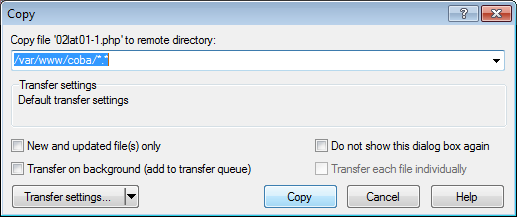 Copy
Copy file '02lat01-1.php' to remote directory:
/var/www/coba/*.*
Transfer settings
Default transfer settings
New and updated file(s) only
Do not show this dialog box again
Transfer on background (add to transfer queue)
Transfer each file individually
Transfer settings...
Copy
Cancel
Help